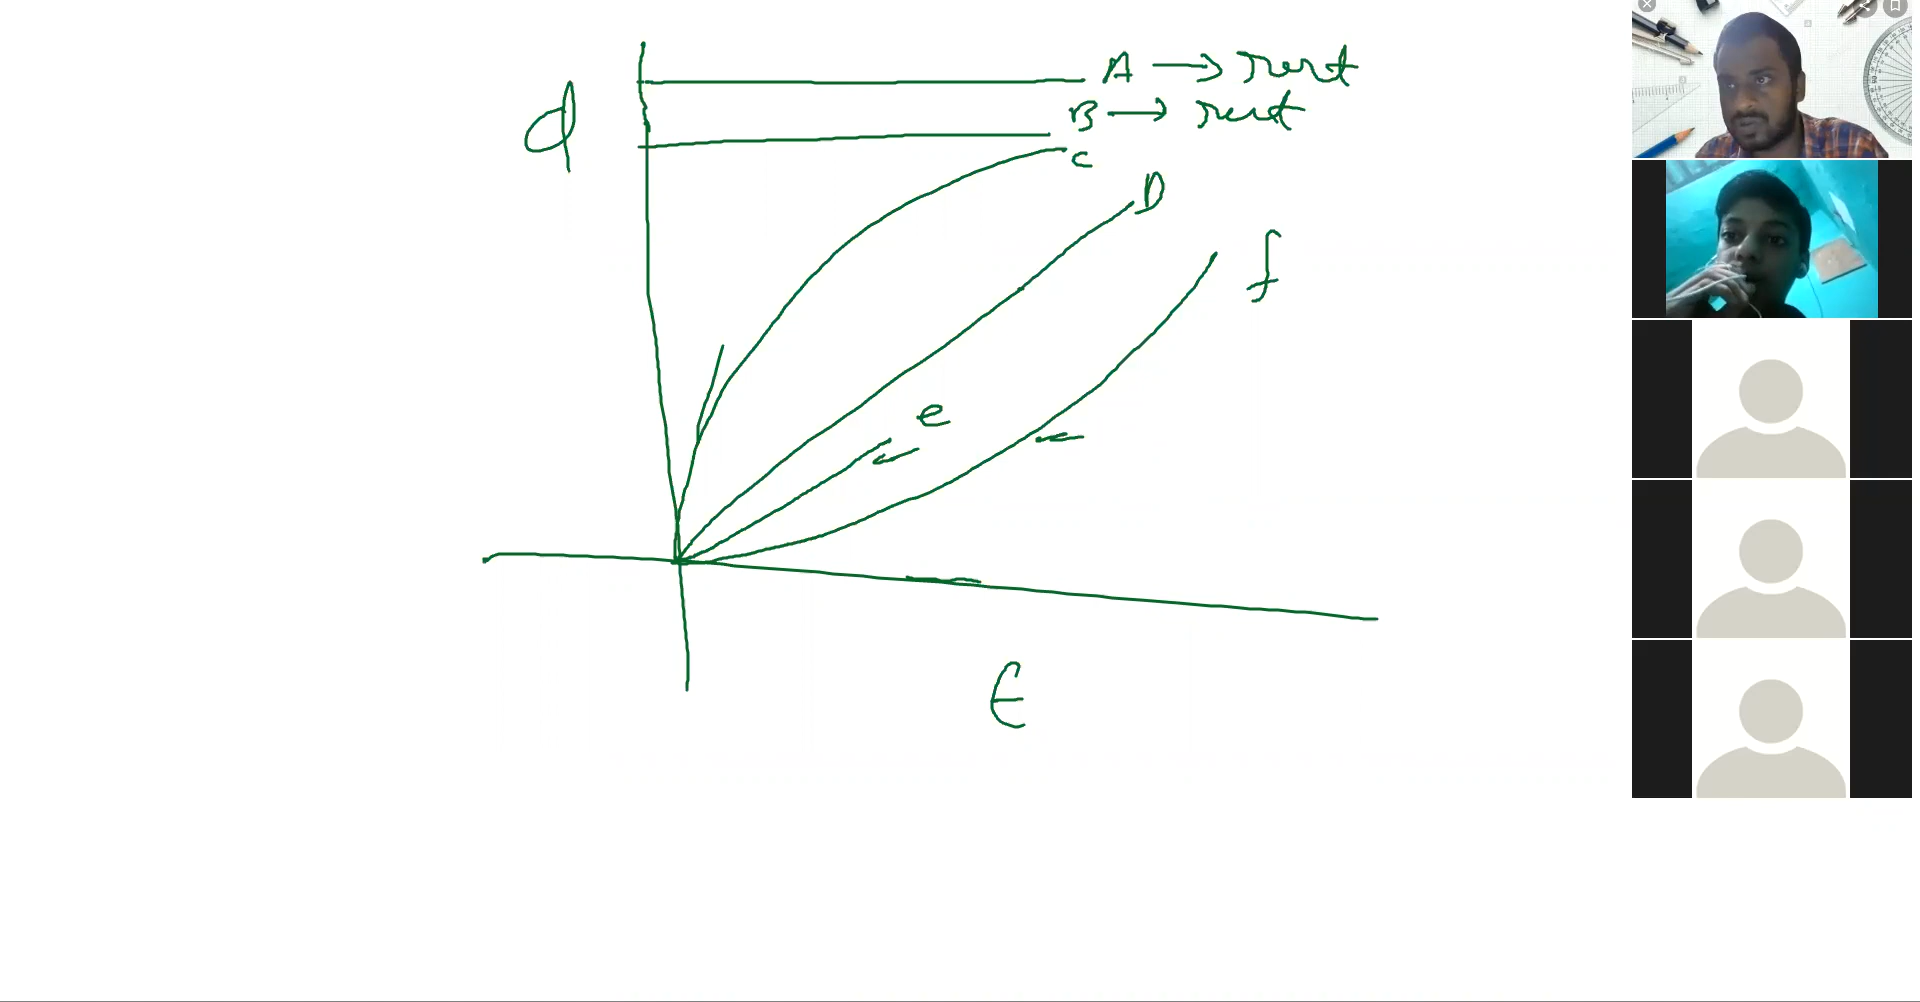 A → rest
d
B → rest
C
D
f
e
t